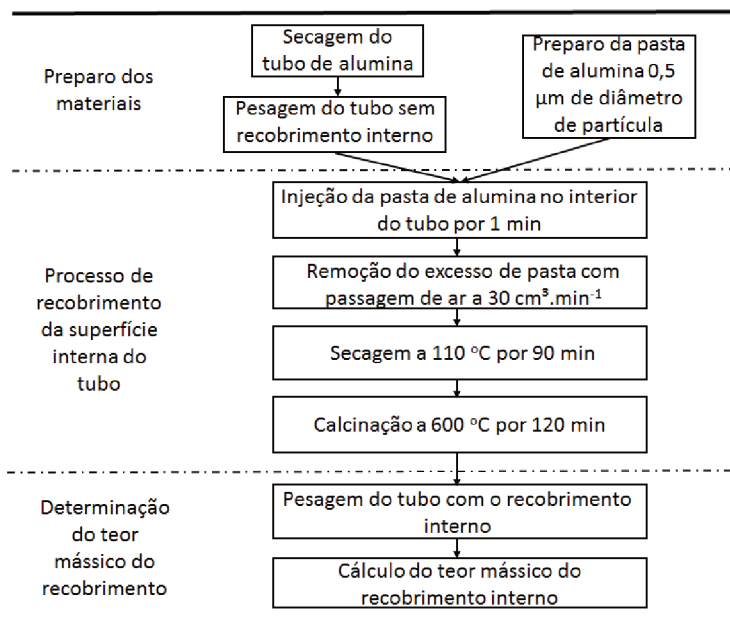 Preparo dos
materiais
Secagem do
tubo de alumina
Pesagem do tubo sem
recobrimento interno
Preparo da pasta
de alumina 0,5
µm de diâmetro
de partícula
Processo de
recobrimento
da superfície
interna do
tubo
Injeção da pasta de alumina no interior
do tubo por 1 min
Remoção do excesso de pasta com
passagem de ar a 30 cm³.min⁻¹
Secagem a 110 ºC por 90 min
Calcinação a 600 ºC por 120 min
Determinação
do teor
mássico do
recobrimento
Pesagem do tubo com o recobrimento
interno
Cálculo do teor mássico do
recobrimento interno